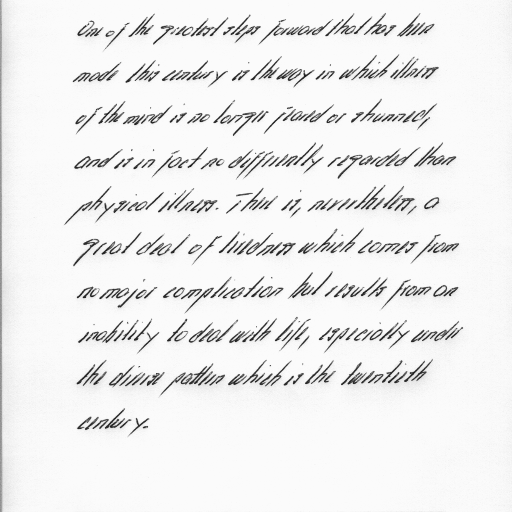 One of the greatest steps forward that has been
made this century is the way in which illness
of the mind is no longer feared or shunned,
and is in fact no differently regarded than
physical illness. There is, nevertheless, a
great deal of tiredness which comes from
no major complication but results from an
inability to deal with life, especially under
the diverse pattern which is the twentieth
century.